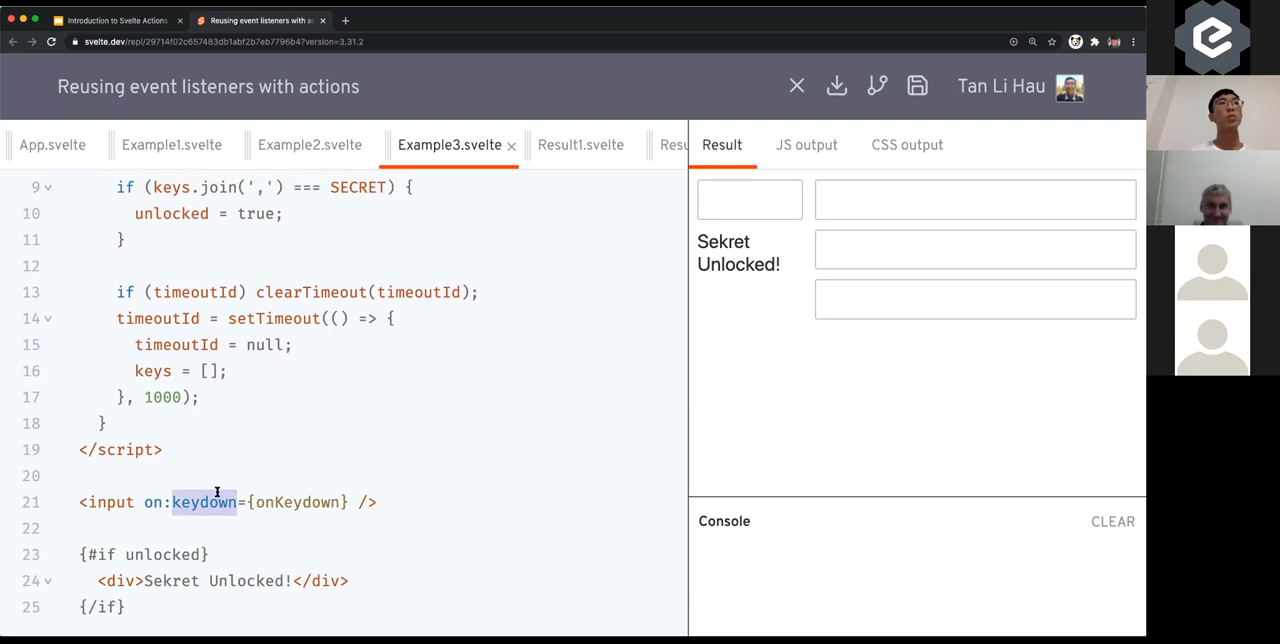 Introduction to Svelte Actions
Reusing event listeners with ac
svelte.dev/repl/29714f02c657483db1abf2b7eb7796b4?version=3.31.2
Reusing event listeners with actions
Tan Li Hau
App.svelte
Example1.svelte
Example2.svelte
Example3.svelte
Result1.svelte
Resu
Result
JS output
CSS output
9 if (keys.join(',') === SECRET) {
10 unlocked = true;
11 }
12
13 if (timeoutId) clearTimeout(timeoutId);
14 timeoutId = setTimeout(() => {
15 timeoutId = null;
16 keys = [];
17 }, 1000);
18 }
19 </script>
20
21 <input on:keydown={onKeydown} />
22
23 {#if unlocked}
24 <div>Sekret Unlocked!</div>
25 {/if}
Sekret
Unlocked!
Console
CLEAR